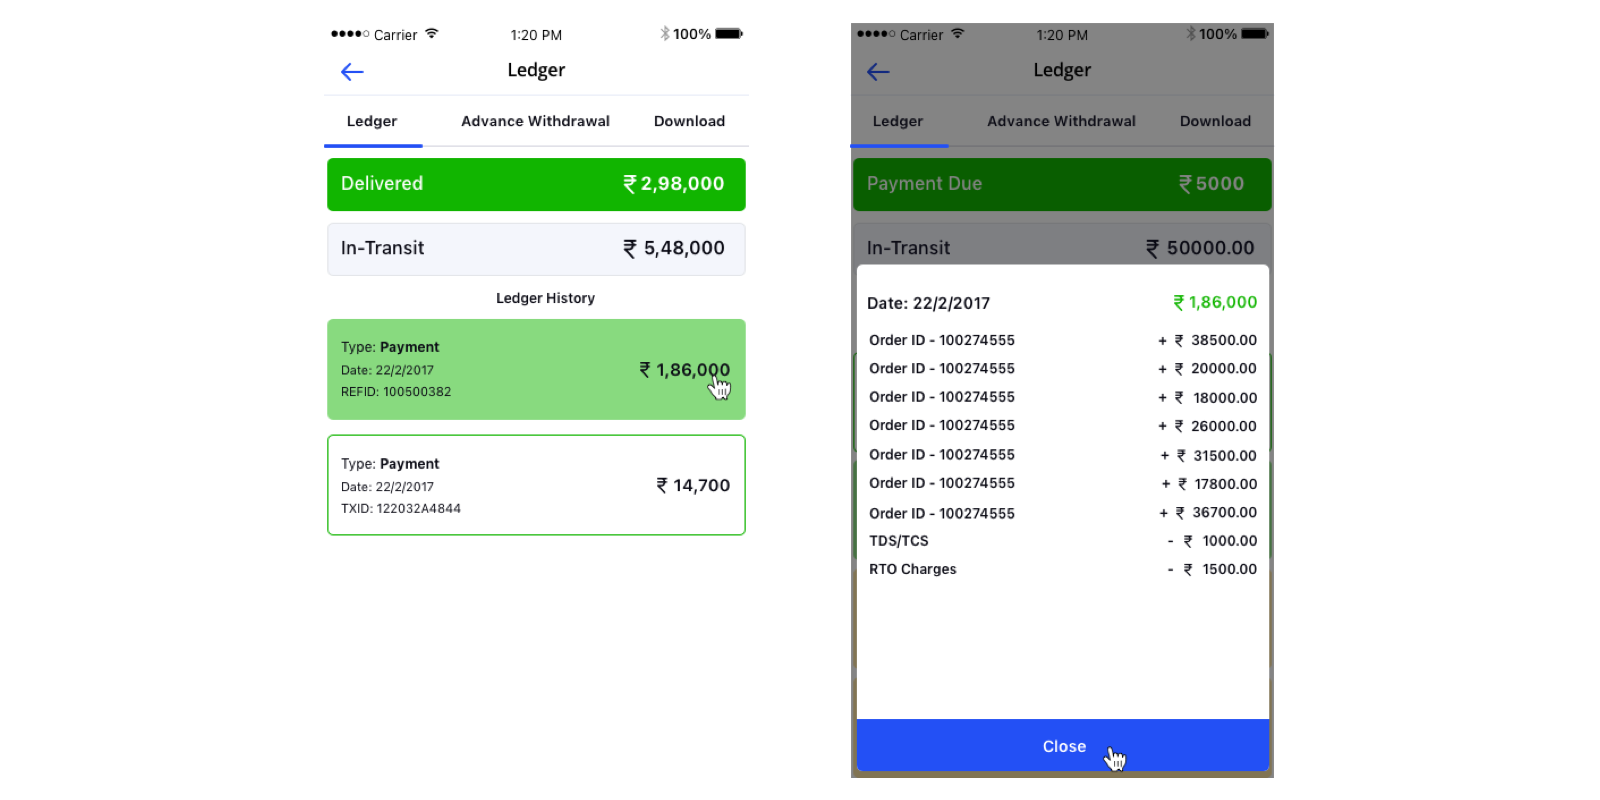 Carrier 1:20 PM 100%
Ledger
Ledger Advance Withdrawal Download
Delivered ₹ 2,98,000
In-Transit ₹ 5,48,000
Ledger History
Type: Payment
Date: 22/2/2017
REFID: 100500382
₹ 1,86,000
Type: Payment
Date: 22/2/2017
TXID: 122032A4844
₹ 14,700
Carrier 1:20 PM 100%
Ledger
Ledger Advance Withdrawal Download
Payment Due ₹ 5000
In-Transit ₹ 50000.00
Date: 22/2/2017 ₹ 1,86,000
Order ID - 100274555 + ₹ 38500.00
Order ID - 100274555 + ₹ 20000.00
Order ID - 100274555 + ₹ 18000.00
Order ID - 100274555 + ₹ 26000.00
Order ID - 100274555 + ₹ 31500.00
Order ID - 100274555 + ₹ 17800.00
Order ID - 100274555 + ₹ 36700.00
TDS/TCS - ₹ 1000.00
RTO Charges - ₹ 1500.00
Close